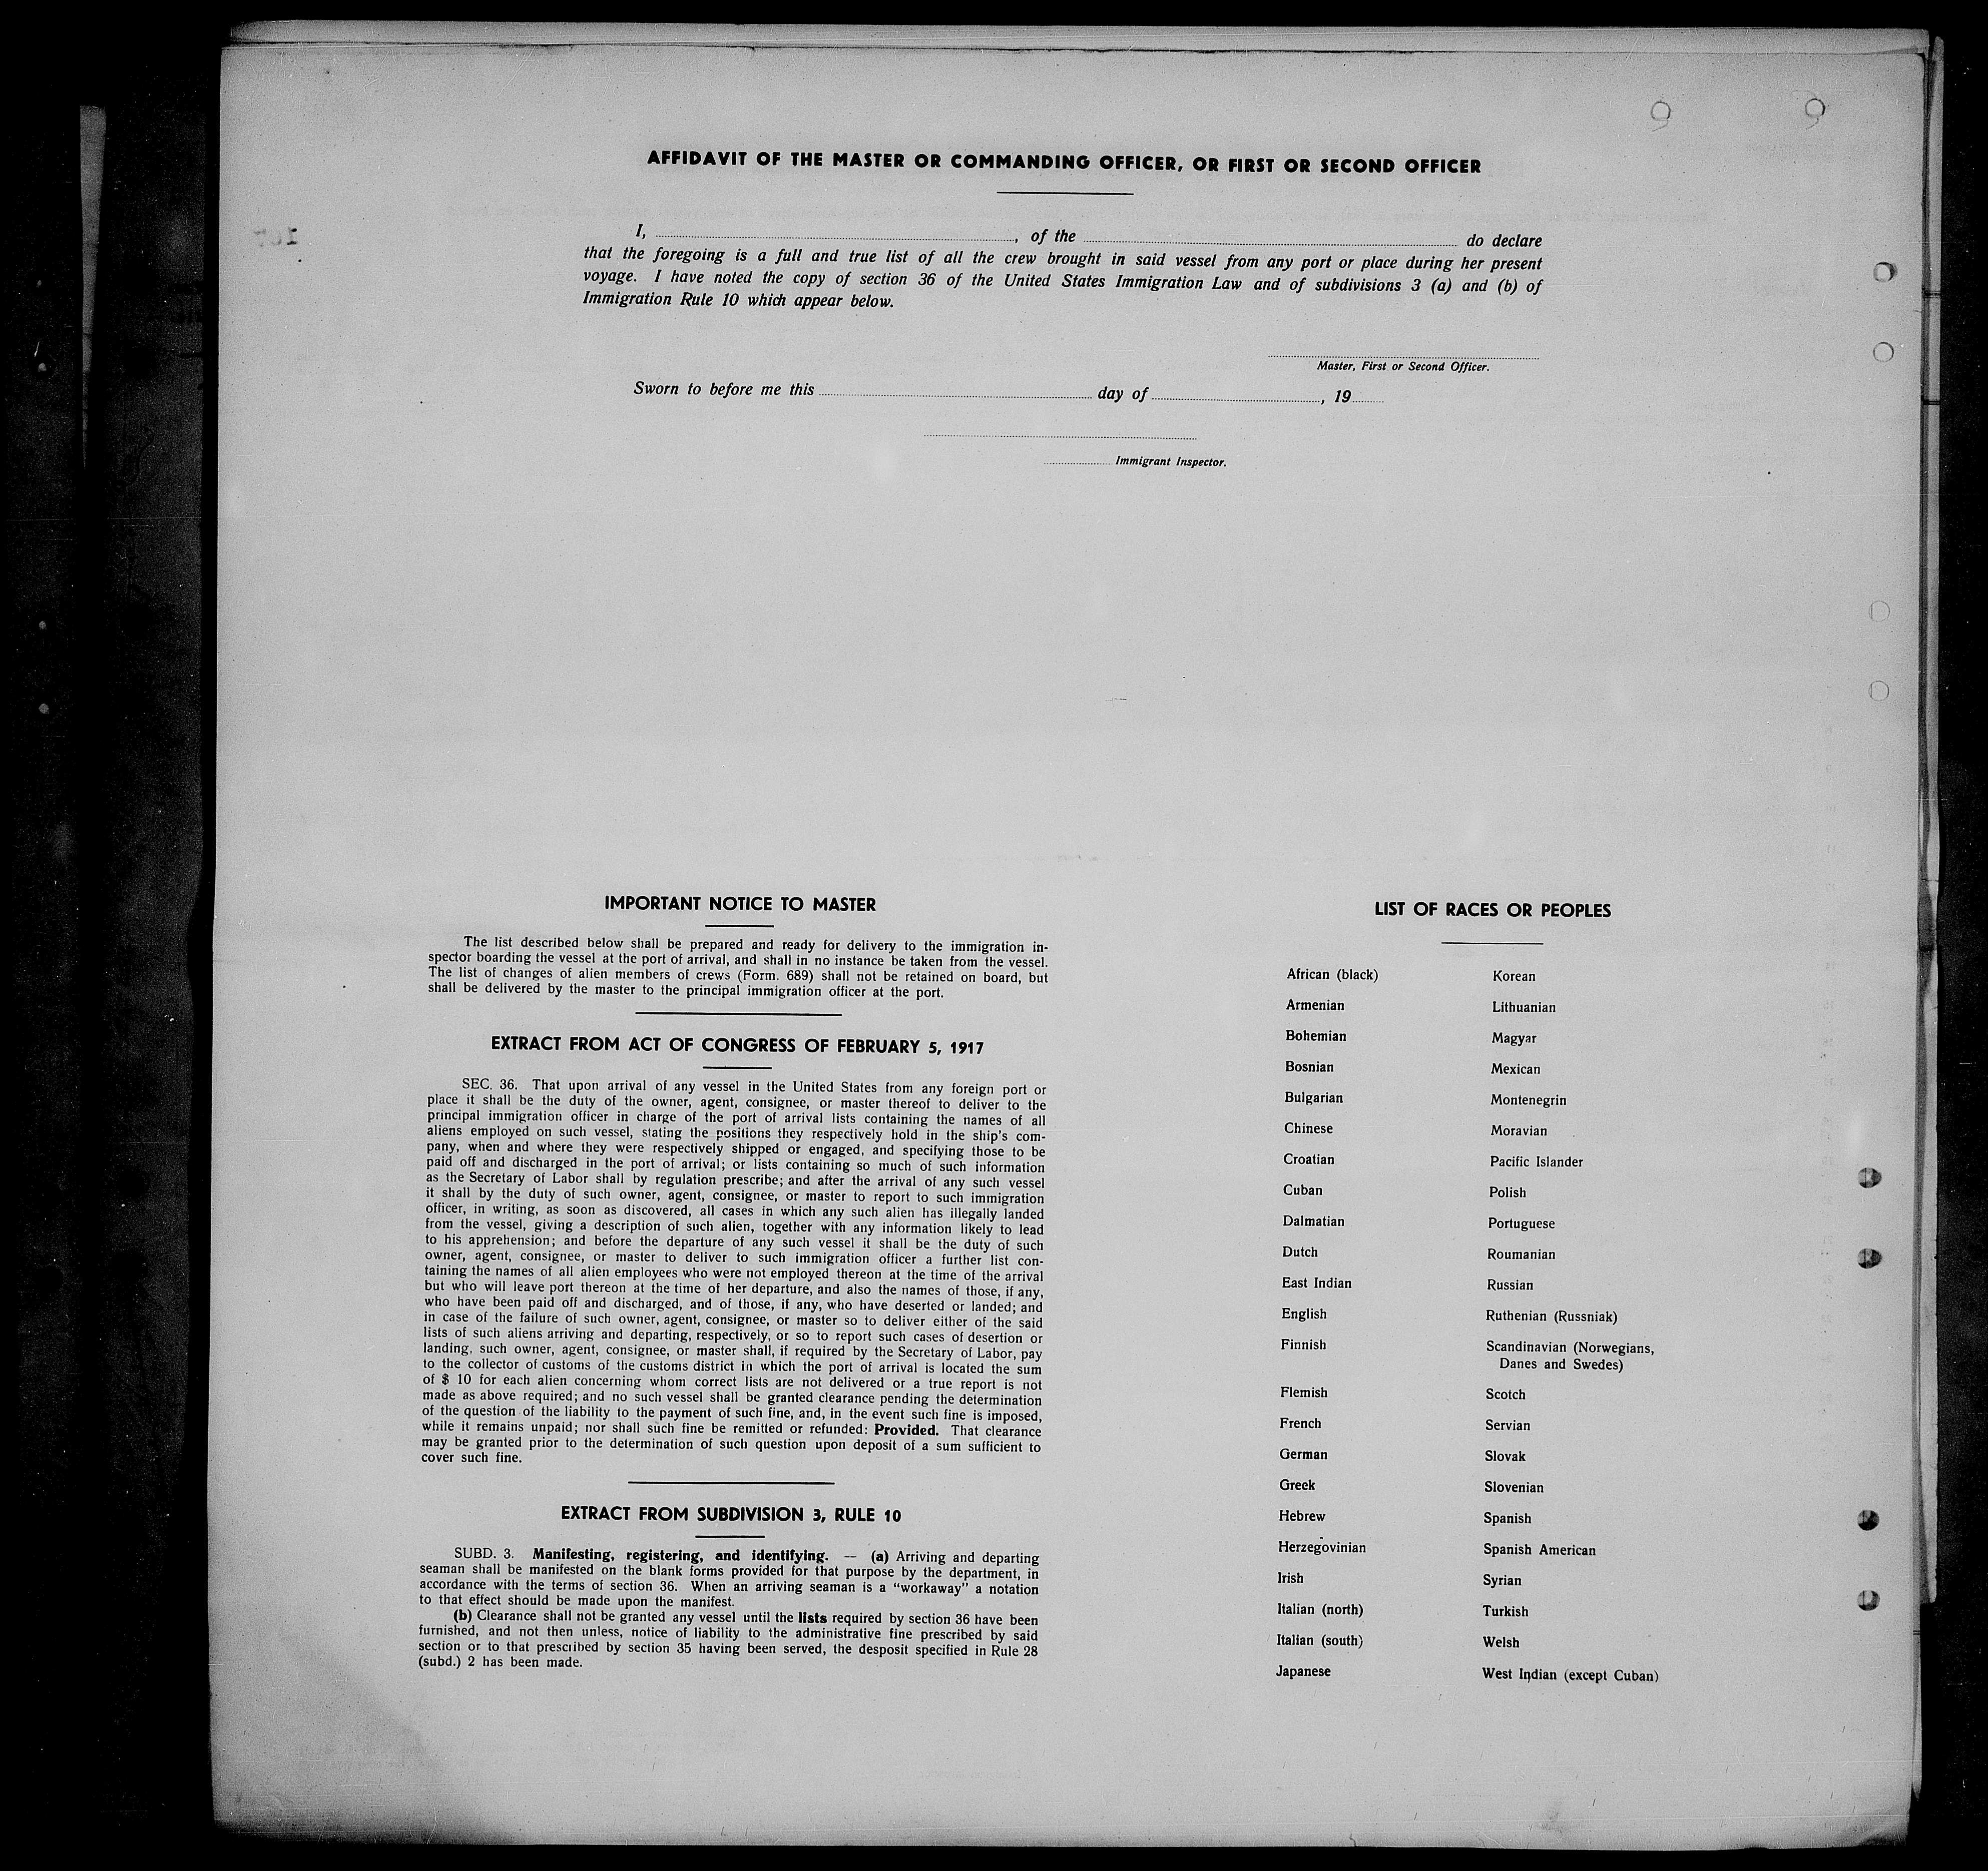 AFFIDAVIT OF THE MASTER OR COMMANDING OFFICER, OR FIRST OR SECOND OFFICER
I, , of the do declare
that the foregoing is a full and true list of all the crew brought in said vessel from any port or place during her present
voyage. I have noted the copy of section 36 of the United States Immigration Law and of subdivisions 3 (a) and (b) of
Immigration Rule 10 which appear below.
Master, First or Second Officer.
Sworn to before me this day of , 19
Immigrant Inspector.
IMPORTANT NOTICE TO MASTER
The list described below shall be prepared and ready for delivery to the immigration in-
spector boarding the vessel at the port of arrival, and shall in no instance be taken from the vessel.
The list of changes of alien members of crews (Form. 689) shall not be retained on board, but
shall be delivered by the master to the principal immigration officer at the port.
EXTRACT FROM ACT OF CONGRESS OF FEBRUARY 5, 1917
SEC. 36. That upon arrival of any vessel in the United States from any foreign port or
place it shall be the duty of the owner, agent, consignee, or master thereof to deliver to the
principal immigration officer in charge of the port of arrival lists containing the names of all
aliens employed on such vessel, stating the positions they respectively hold in the ship's com-
pany, when and where they were respectively shipped or engaged, and specifying those to be
paid off and discharged in the port of arrival; or lists containing so much of such information
as the Secretary of Labor shall by regulation prescribe; and after the arrival of any such vessel
it shall by the duty of such owner, agent, consignee, or master to report to such immigration
officer, in writing, as soon as discovered, all cases in which any such alien has illegally landed
from the vessel, giving a description of such alien, together with any information likely to lead
to his apprehension; and before the departure of any such vessel it shall be the duty of such
owner, agent, consignee, or master to deliver to such immigration officer a further list con-
taining the names of all alien employees who were not employed thereon at the time of the arrival
but who will leave port thereon at the time of her departure, and also the names of those, if any,
who have been paid off and discharged, and of those, if any, who have deserted or landed; and
in case of the failure of such owner, agent, consignee, or master so to deliver either of the said
lists of such aliens arriving and departing, respectively, or so to report such cases of desertion or
landing, such owner, agent, consignee, or master shall, if required by the Secretary of Labor, pay
to the collector of customs of the customs district in which the port of arrival is located the sum
of $ 10 for each alien concerning whom correct lists are not delivered or a true report is not
made as above required; and no such vessel shall be granted clearance pending the determination
of the question of the liability to the payment of such fine, and, in the event such fine is imposed,
while it remains unpaid; nor shall such fine be remitted or refunded: Provided. That clearance
may be granted prior to the determination of such question upon deposit of a sum sufficient to
cover such fine.
EXTRACT FROM SUBDIVISION 3, RULE 10
SUBD. 3. Manifesting, registering, and identifying. — (a) Arriving and departing
seaman shall be manifested on the blank forms provided for that purpose by the department, in
accordance with the terms of section 36. When an arriving seaman is a “workaway” a notation
to that effect should be made upon the manifest.
(b) Clearance shall not be granted any vessel until the lists required by section 36 have been
furnished, and not then unless, notice of liability to the administrative fine prescribed by said
section or to that prescribed by section 35 having been served, the desposit specified in Rule 28
(subd.) 2 has been made.
LIST OF RACES OR PEOPLES
African (black)
Armenian
Bohemian
Bosnian
Bulgarian
Chinese
Croatian
Cuban
Dalmatian
Dutch
East Indian
English
Finnish
Flemish
French
German
Greek
Hebrew
Herzegovinian
Irish
Italian (north)
Italian (south)
Japanese
Korean
Lithuanian
Magyar
Mexican
Montenegrin
Moravian
Pacific Islander
Polish
Portuguese
Roumanian
Russian
Ruthenian (Russniak)
Scandinavian (Norwegians,
Danes and Swedes)
Scotch
Servian
Slovak
Slovenian
Spanish
Spanish American
Syrian
Turkish
Welsh
West Indian (except Cuban)